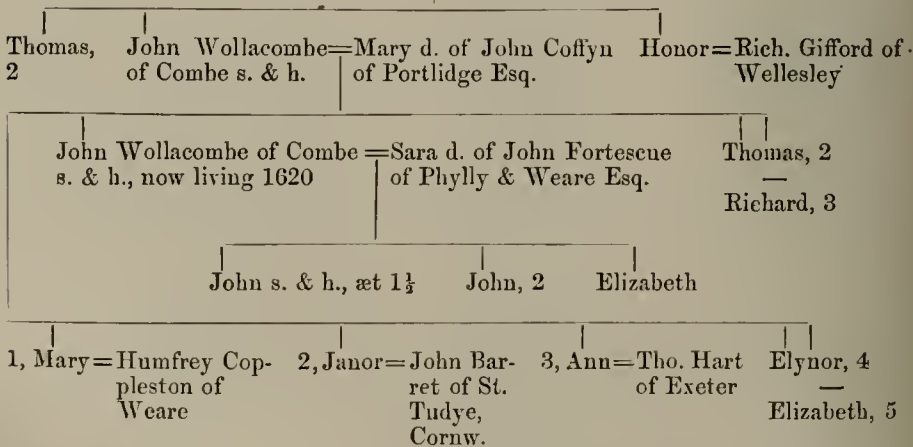 Thomas, John Wollacombe=Mary d. of John Coffyn Honor=Rich. Gifford of
2 of Combe s. & h. of Portlidge Esq. Wellesley
John Wollacombe of Combe=Sara d. of John Fortescue Thomas, 2
s. & h., now living 1620 of Phylly & Weare Esq. —
Richard, 3
John s. & h., æt 1½ John, 2 Elizabeth
1, Mary=Humfrey Cop- 2, Janor=John Bar- 3, Ann=Tho. Hart Elynor, 4
pleston of ret of St. of Exeter —
Weare Tudye, Elizabeth, 5
Cornw.